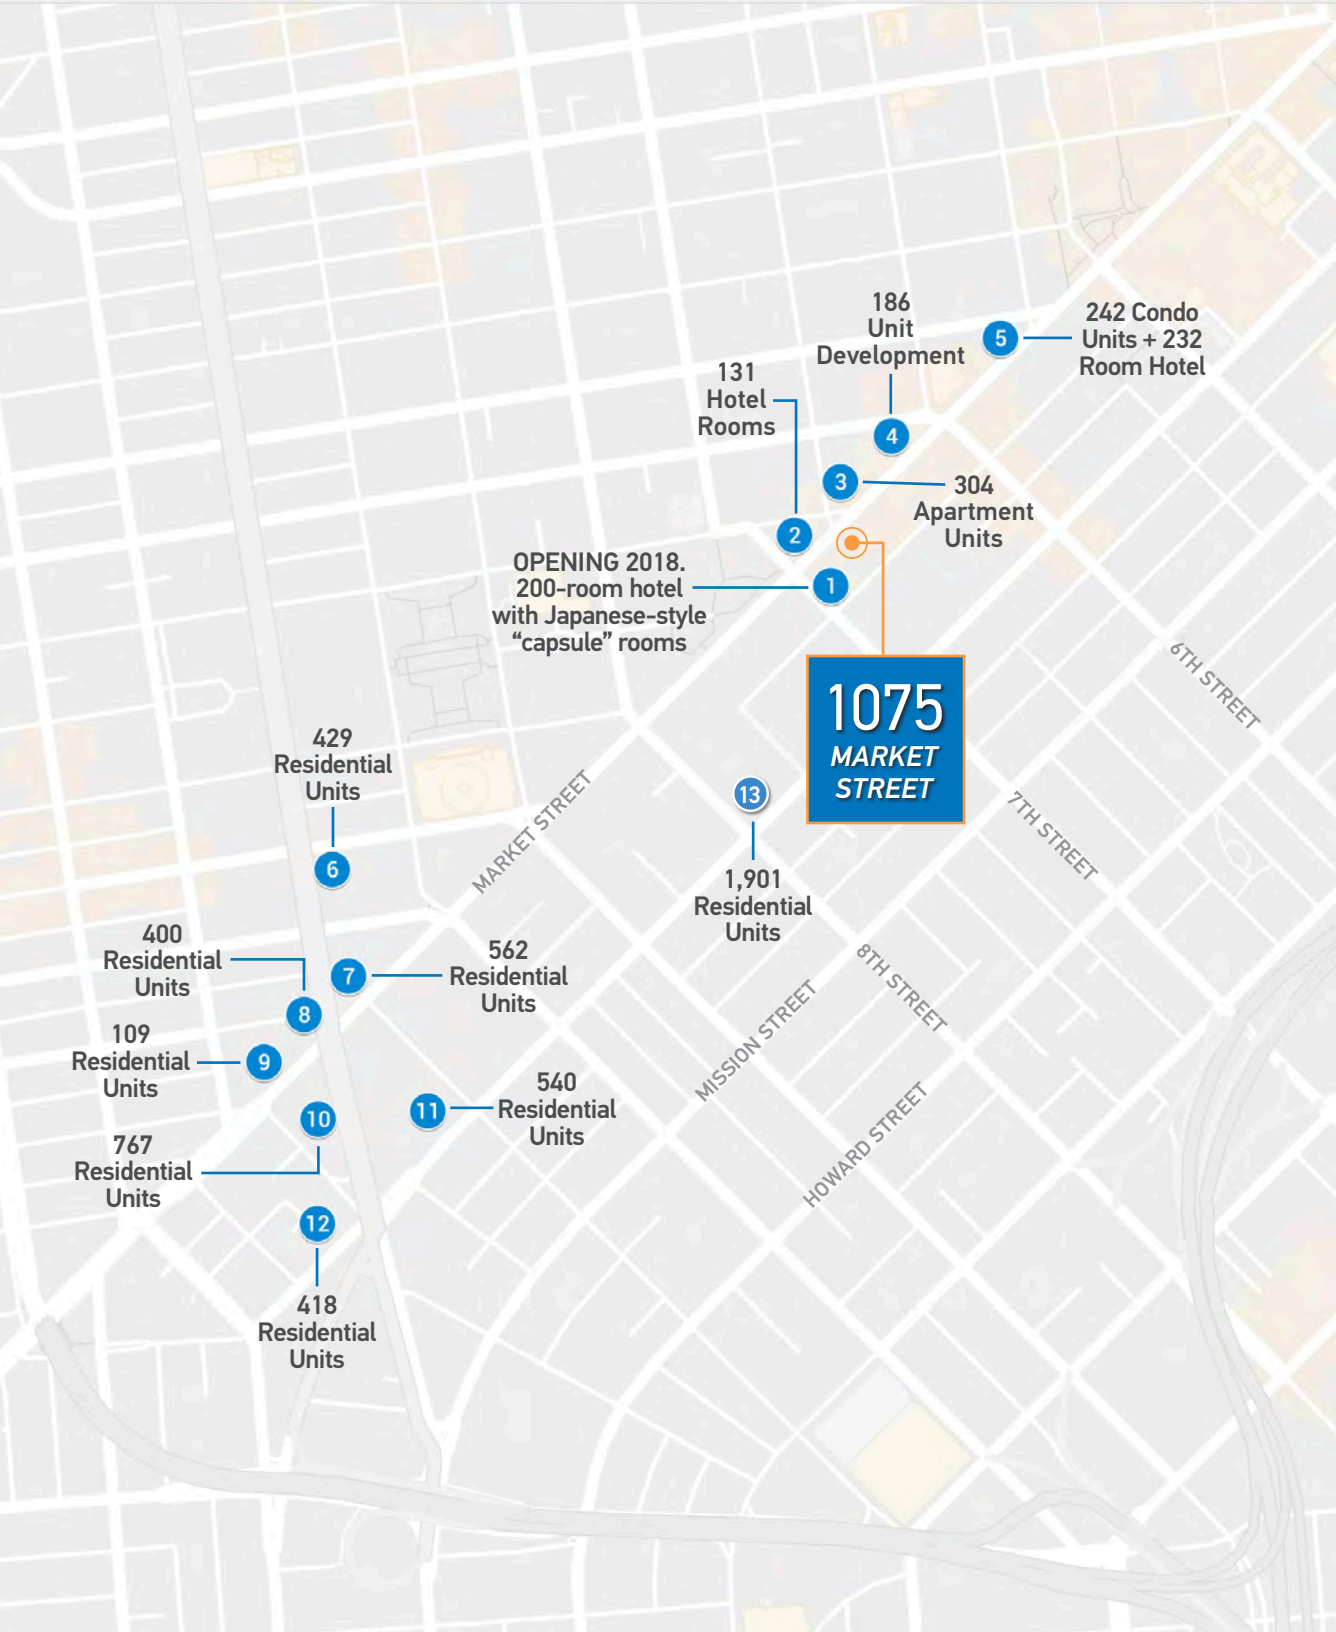 186
Unit
Development
5
242 Condo
Units + 232
Room Hotel
131
Hotel
Rooms
4
3
304
Apartment
Units
2
OPENING 2018.
200-room hotel
with Japanese-style
“capsule” rooms
1
1075
MARKET
STREET
6TH STREET
7TH STREET
429
Residential
Units
6
MARKET STREET
13
1,901
Residential
Units
400
Residential
Units
7
562
Residential
Units
8
8TH STREET
MISSION STREET
109
Residential
Units
9
10
11
540
Residential
Units
HOWARD STREET
767
Residential
Units
12
418
Residential
Units